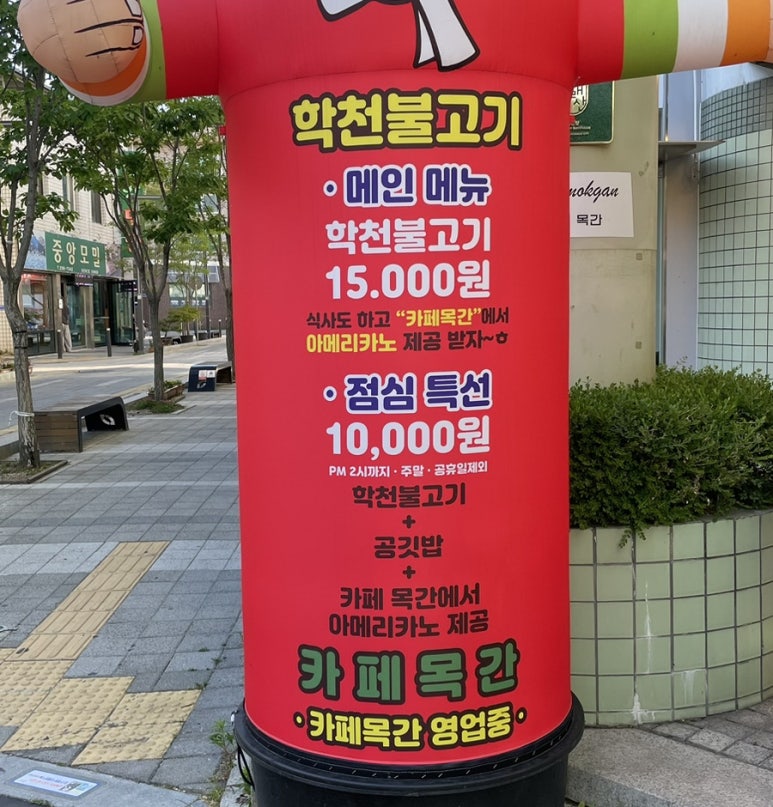 학천불고기
· 메인 메뉴
학천불고기
15.000원
식사도 하고 "카페목간"에서
아메리카노 제공 받자~ㅎ
· 점심 특선
10,000원
PM 2시까지 · 주말 · 공휴일제외
학천불고기
+
공깃밥
+
카페 목간에서
아메리카노 제공
카페목간
· 카페목간 영업중 ·
중앙모밀
mokgan
목간